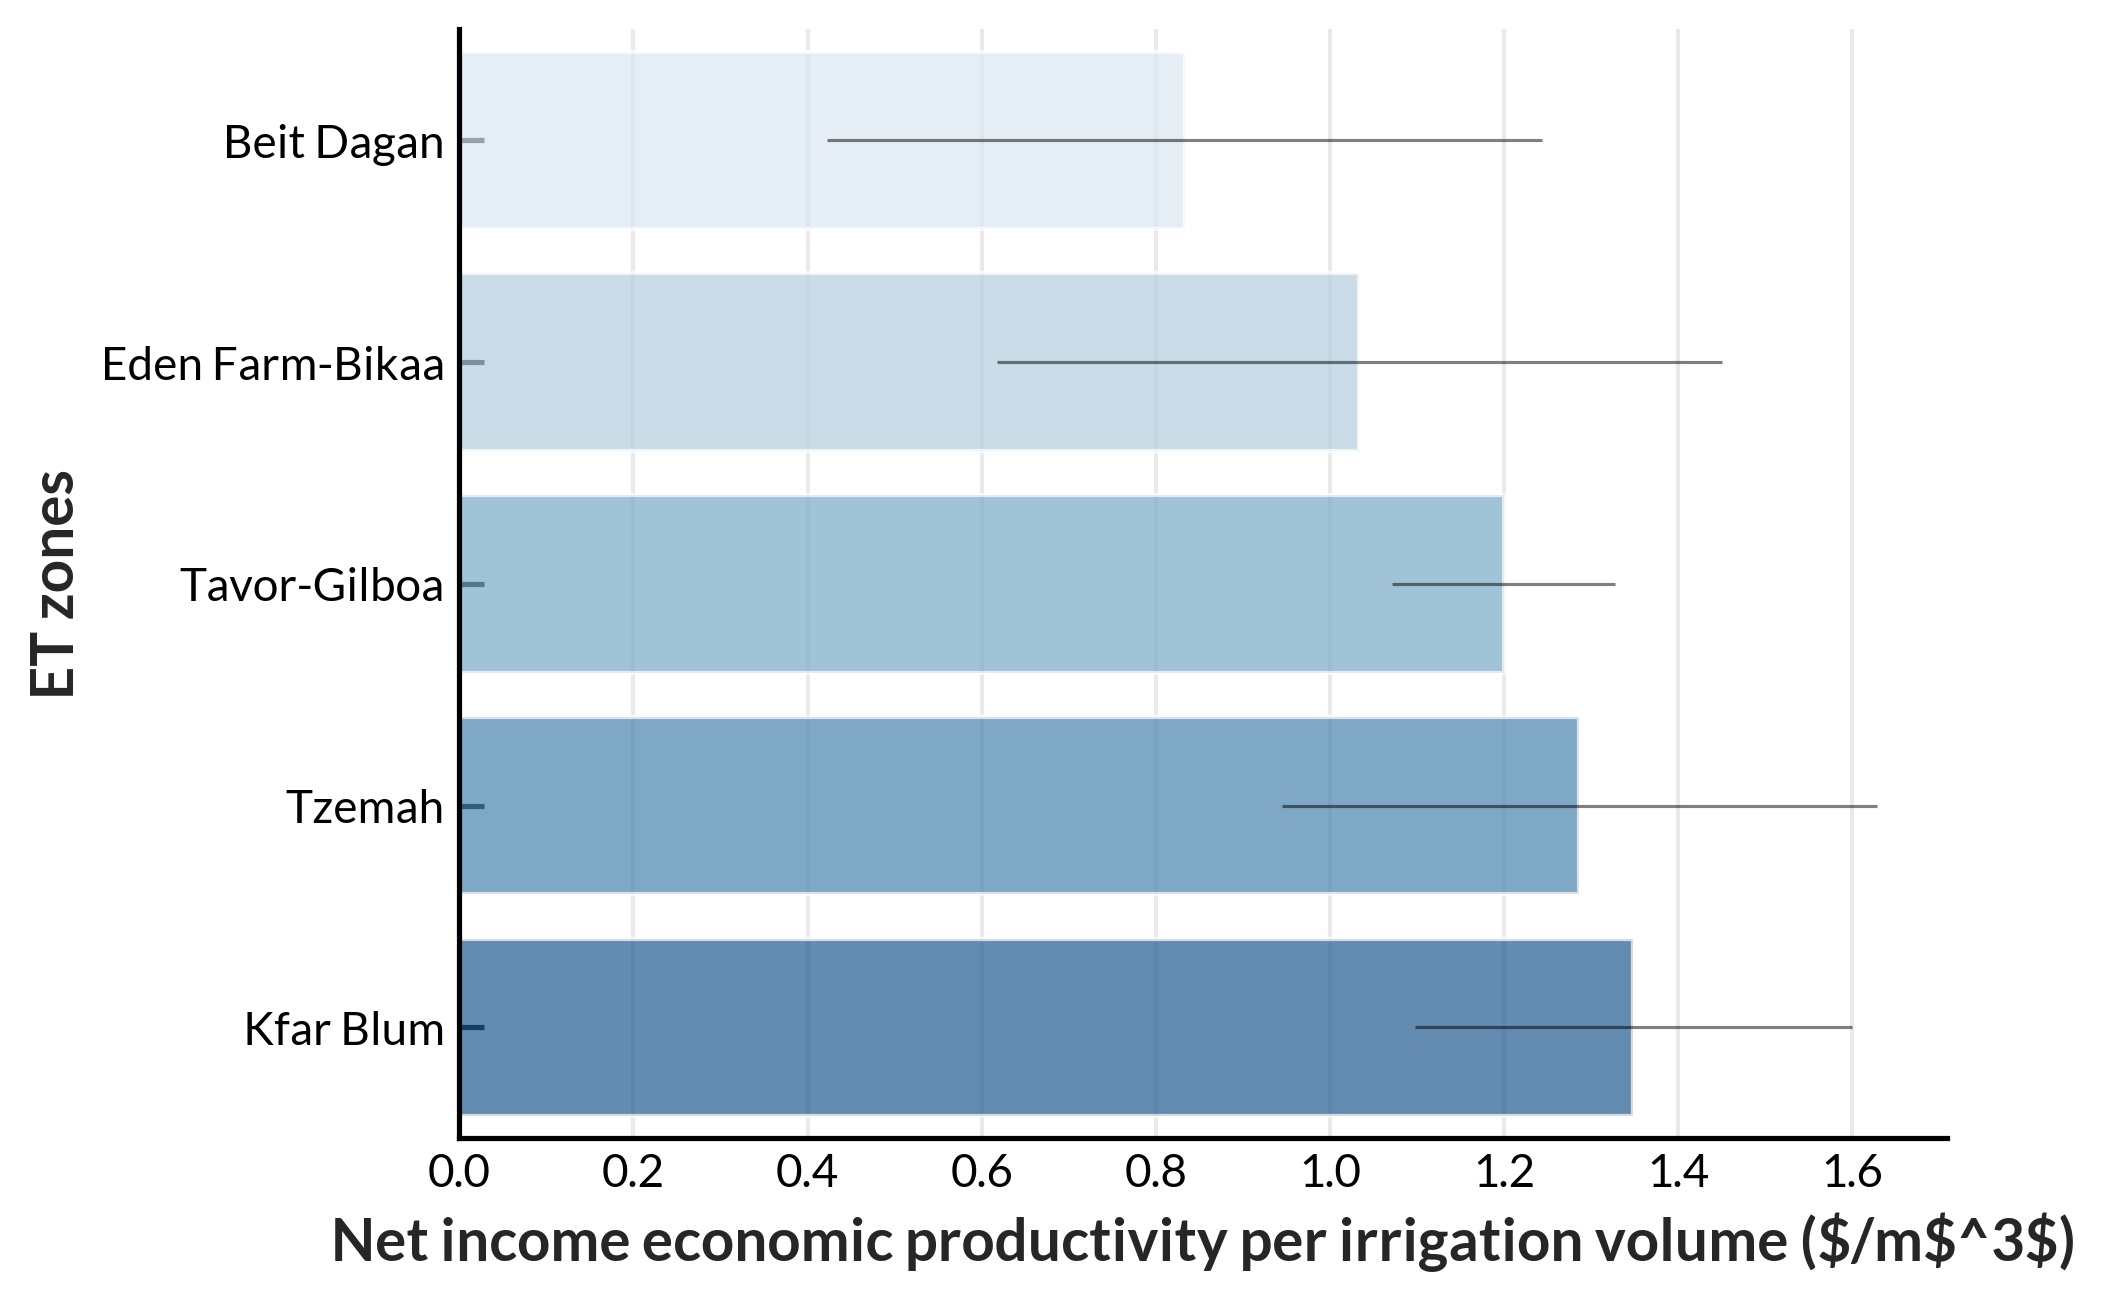 Beit Dagan
Eden Farm-Bikaa
Tavor-Gilboa
Tzemah
Kfar Blum
ET zones
0.0 0.2 0.4 0.6 0.8 1.0 1.2 1.4 1.6
Net income economic productivity per irrigation volume ($/m$^3$)